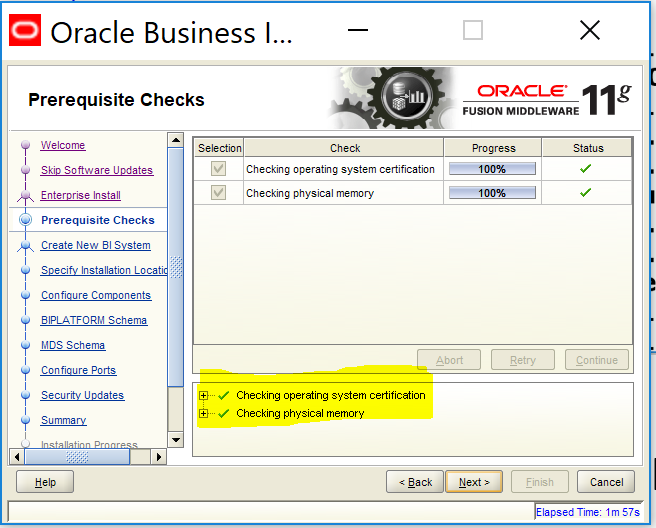 Oracle Business I...
Prerequisite Checks
ORACLE®
FUSION MIDDLEWARE 11g
Welcome
Skip Software Updates
Enterprise Install
Prerequisite Checks
Create New BI System
Specify Installation Locatio
Configure Components
BIPLATFORM Schema
MDS Schema
Configure Ports
Security Updates
Summary
Installation Progress
Selection Check Progress Status
Checking operating system certification 100%
Checking physical memory 100%
Abort Retry Continue
Checking operating system certification
Checking physical memory
Help < Back Next > Finish Cancel
Elapsed Time: 1m 57s